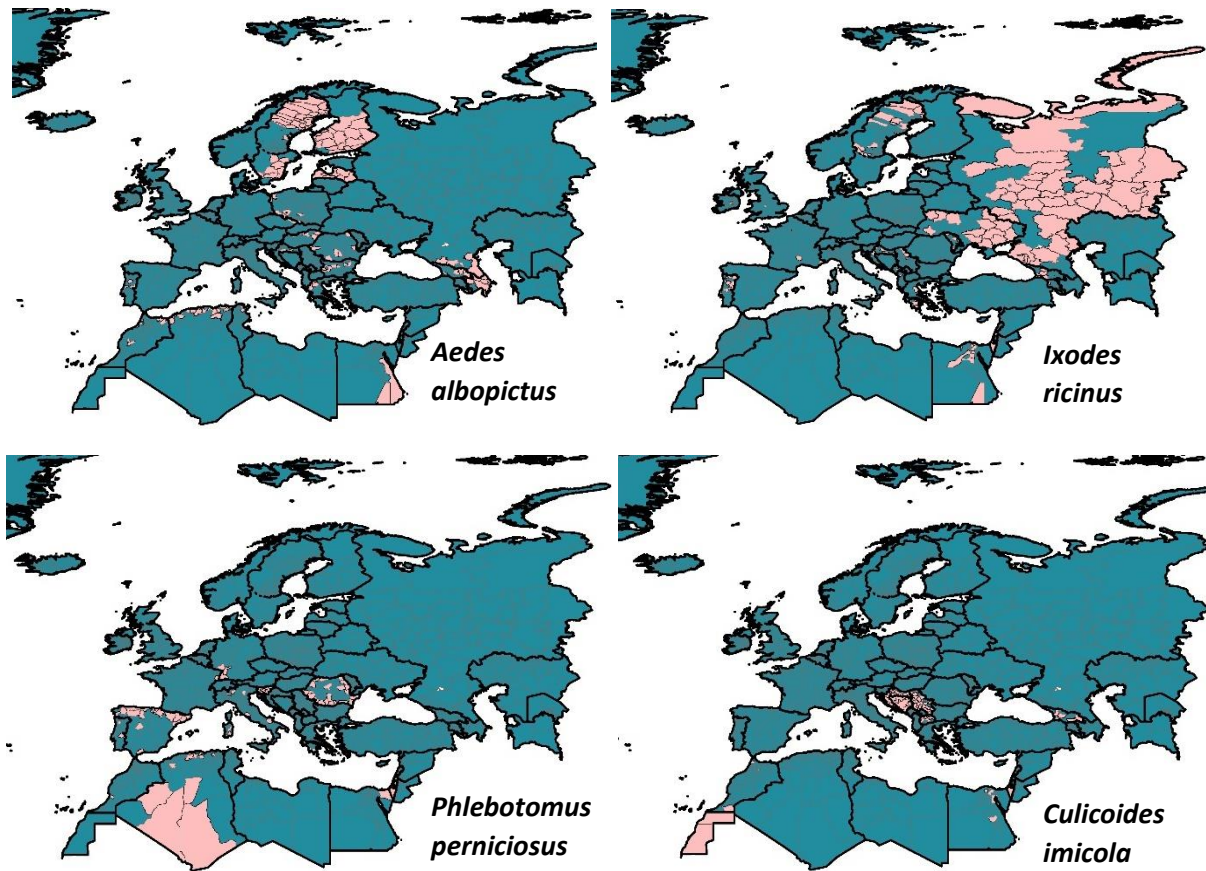 Aedes
albopictus
Ixodes
ricinus
Phlebotomus
perniciosus
Culicoides
imicola